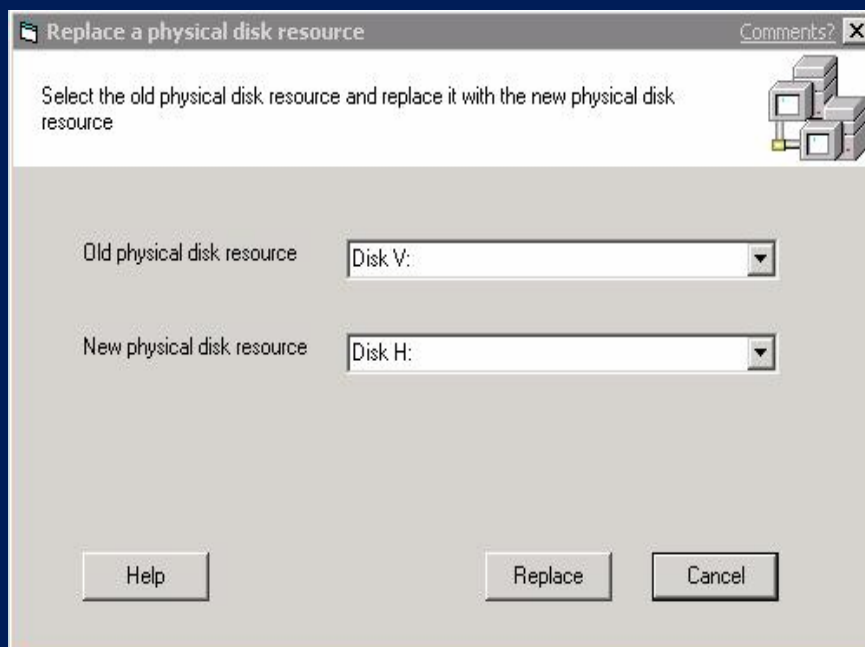 Replace a physical disk resource
Comments?
Select the old physical disk resource and replace it with the new physical disk
resource
Old physical disk resource
Disk V:
New physical disk resource
Disk H:
Help
Replace
Cancel